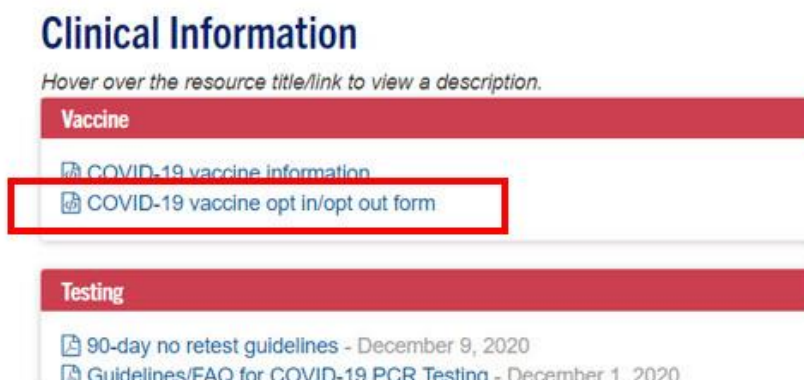 Clinical Information
Hover over the resource title/link to view a description.
Vaccine
COVID-19 vaccine information
COVID-19 vaccine opt in/opt out form
Testing
90-day no retest guidelines - December 9, 2020
Guidelines/FAQ for COVID-19 PCR Testing - December 1, 2020